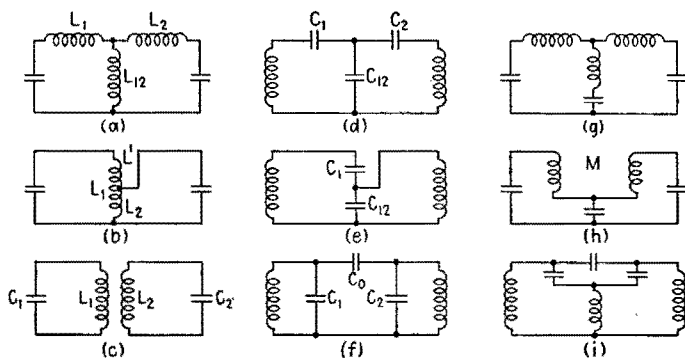 L₁ L₂ C₁ C₂
L₁₂ C₁₂
(a) (d) (g)
L' C₁ M
L₁
L₂ C₁₂
(b) (e) (h)
C₀
C₁ L₁ L₂ C₂ C₁ C₂
(c) (f) (i)